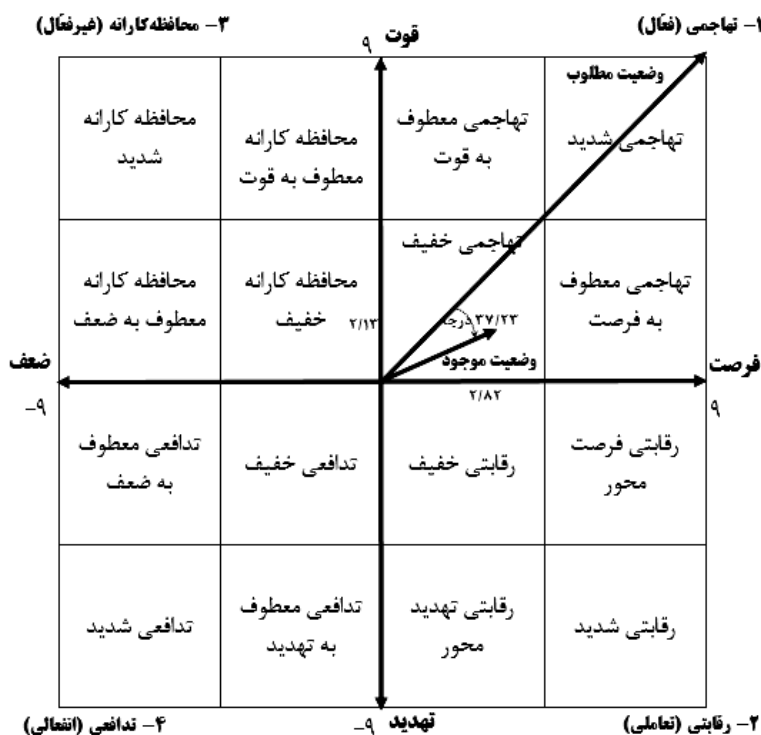 ۱- تهاجمی (فعّال)
قوت
۳- محافظه‌کارانه (غیرفعّال)
۹
وضعیت مطلوب
تهاجمی شدید
تهاجمی معطوف
به قوت
محافظه کارانه
معطوف به قوت
محافظه کارانه
شدید
تهاجمی معطوف
به فرصت
تهاجمی خفیف
محافظه کارانه
خفیف
محافظه کارانه
معطوف به ضعف
۳۷/۲۳ درجه
۲/۱۳
وضعیت موجود
فرصت
ضعف
۹
۲/۸۲
-۹
رقابتی فرصت
محور
رقابتی خفیف
تدافعی خفیف
تدافعی معطوف
به ضعف
رقابتی شدید
رقابتی تهدید
محور
تدافعی معطوف
به تهدید
تدافعی شدید
۲- رقابتی (تعاملی)
تهدید
-۹
۴- تدافعی (انفعالی)